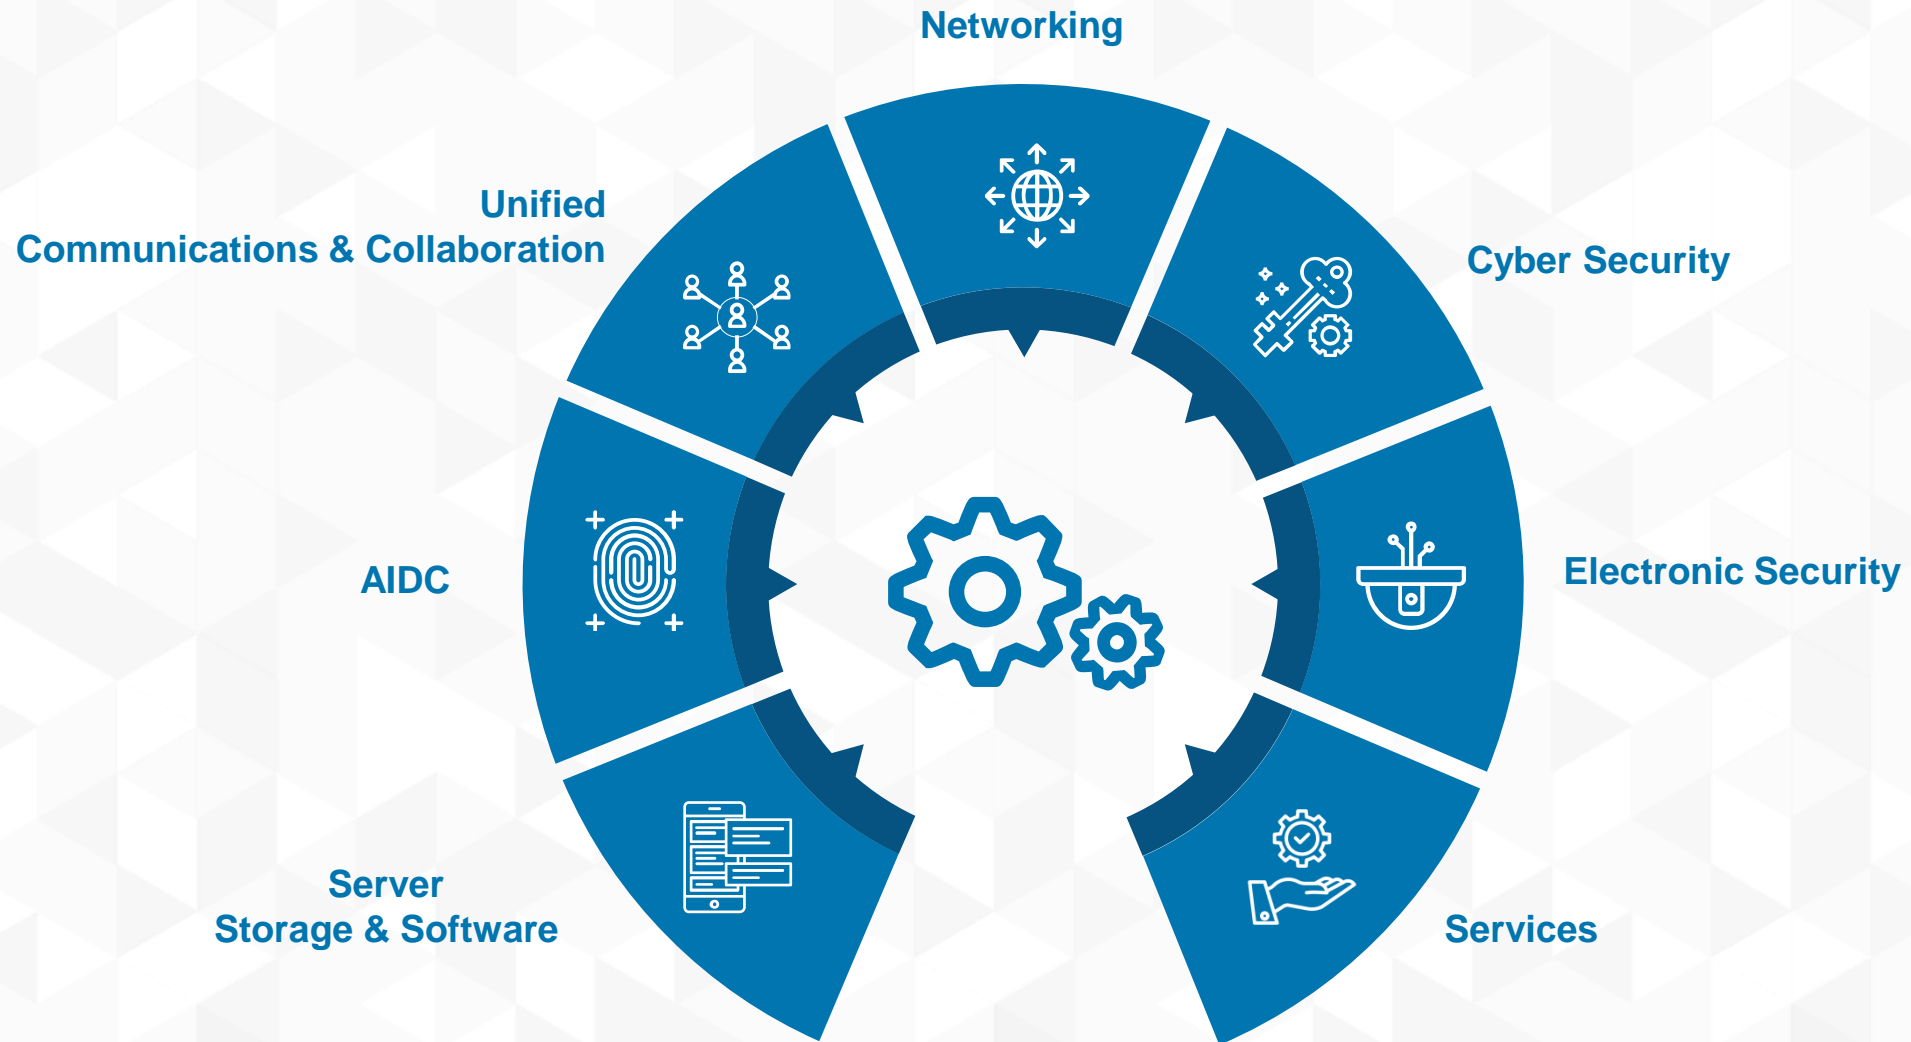 Networking
Unified
Communications & Collaboration
Cyber Security
AIDC
Electronic Security
Server
Storage & Software
Services